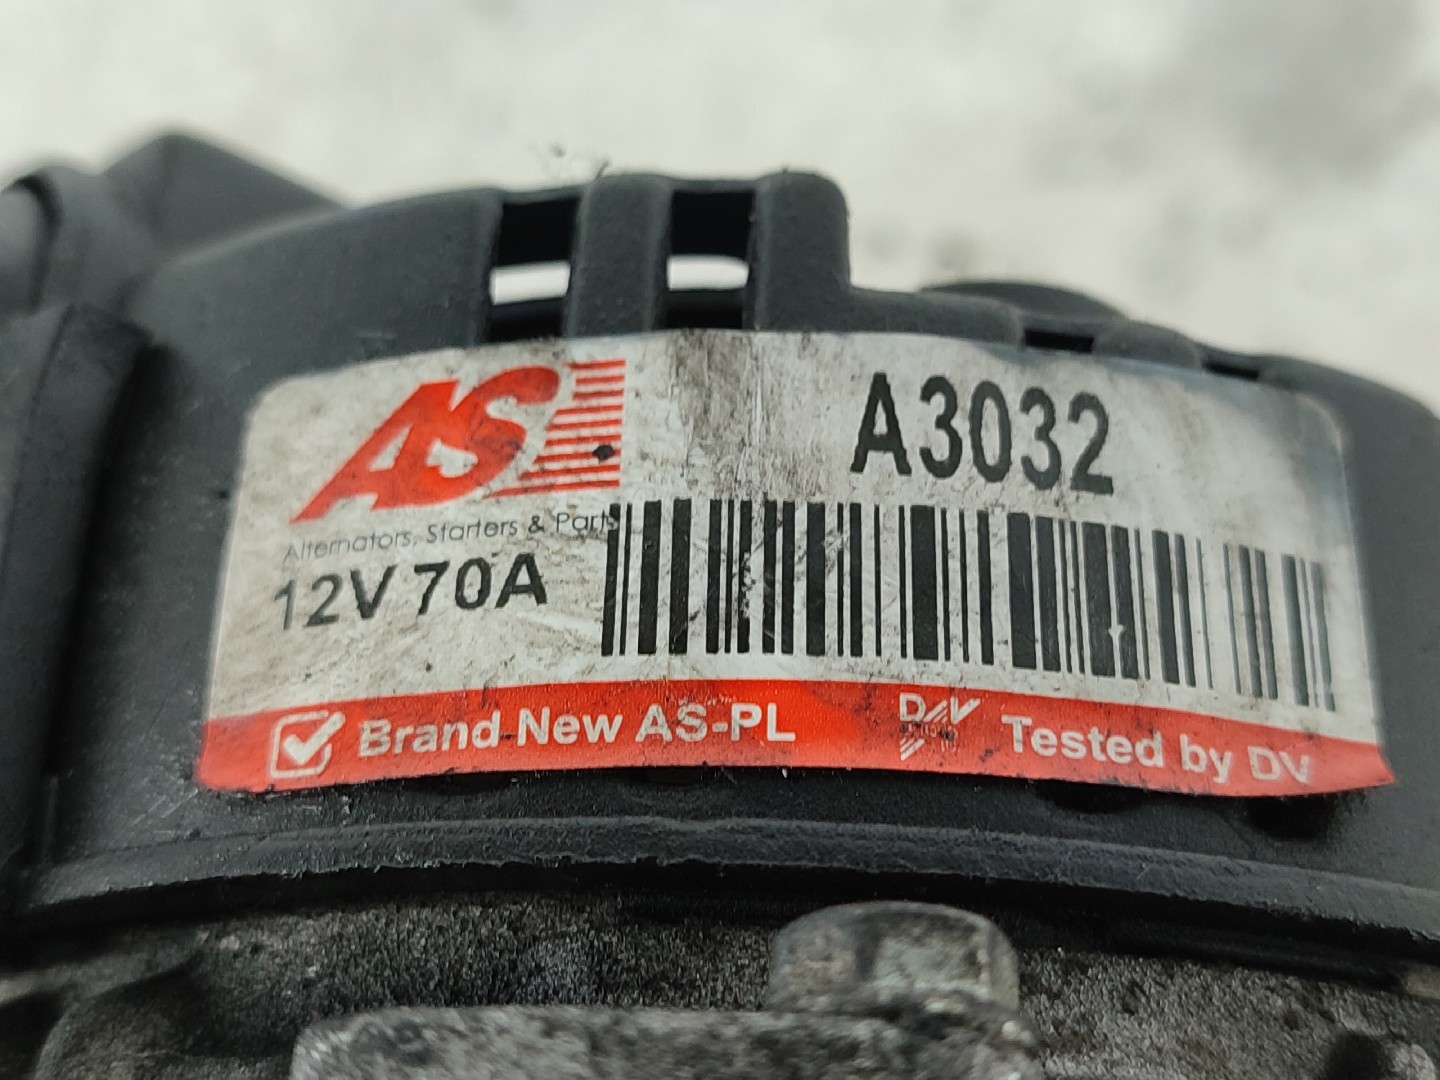 AS
A3032
Alternators, Starters & Parts
12V 70A
Brand New AS-PL
DV
Tested by DV